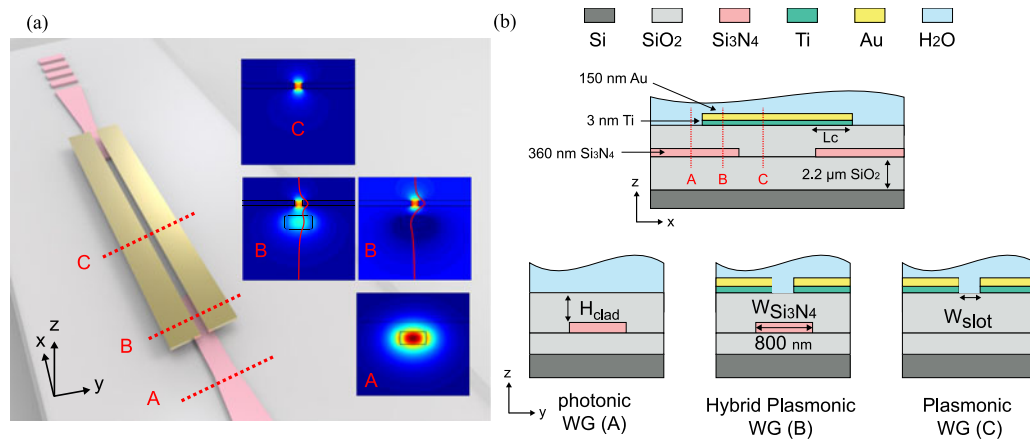 (a)
C
B
B
A
C
B
A
z
x
y
(b)
Si
SiO2
Si3N4
Ti
Au
H2O
150 nm Au
3 nm Ti
Lc
360 nm Si3N4
A
B
C
2.2 µm SiO2
z
x
Hclad
WSi3N4
800 nm
Wslot
z
y
photonic
WG (A)
Hybrid Plasmonic
WG (B)
Plasmonic
WG (C)